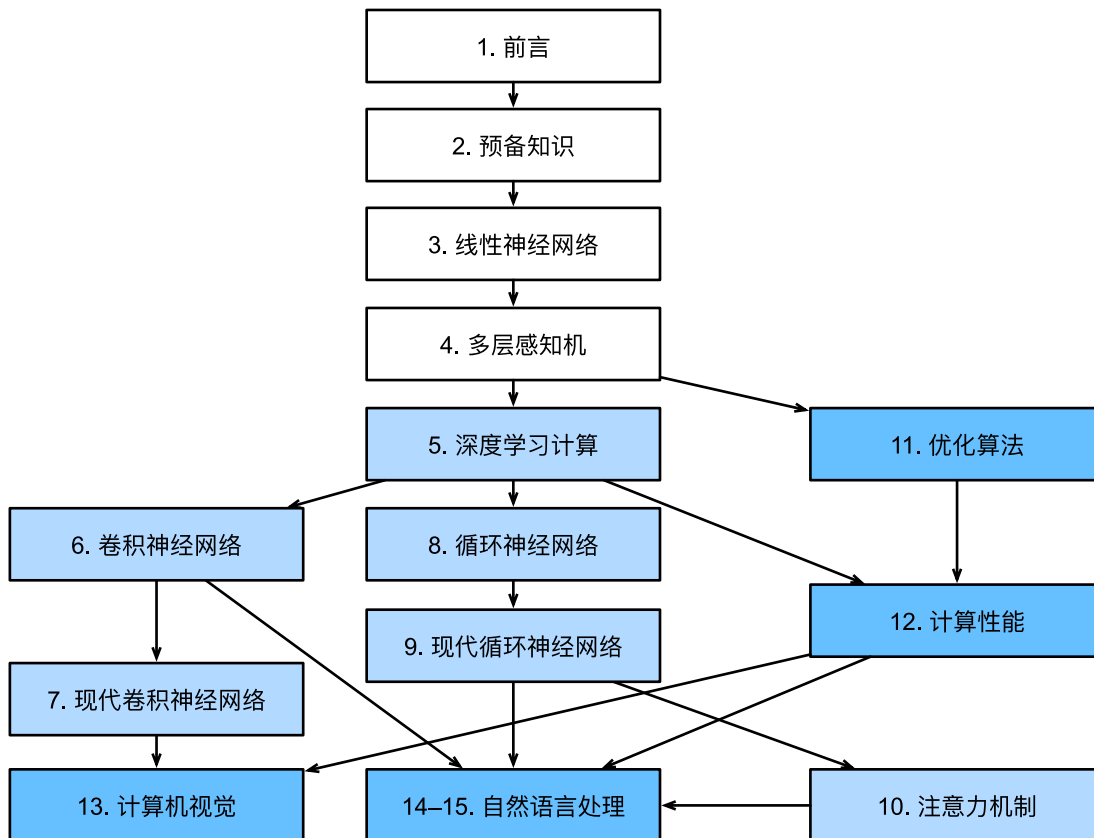 1. 前言
2. 预备知识
3. 线性神经网络
4. 多层感知机
5. 深度学习计算
11. 优化算法
6. 卷积神经网络
8. 循环神经网络
12. 计算性能
9. 现代循环神经网络
7. 现代卷积神经网络
13. 计算机视觉
14–15. 自然语言处理
10. 注意力机制